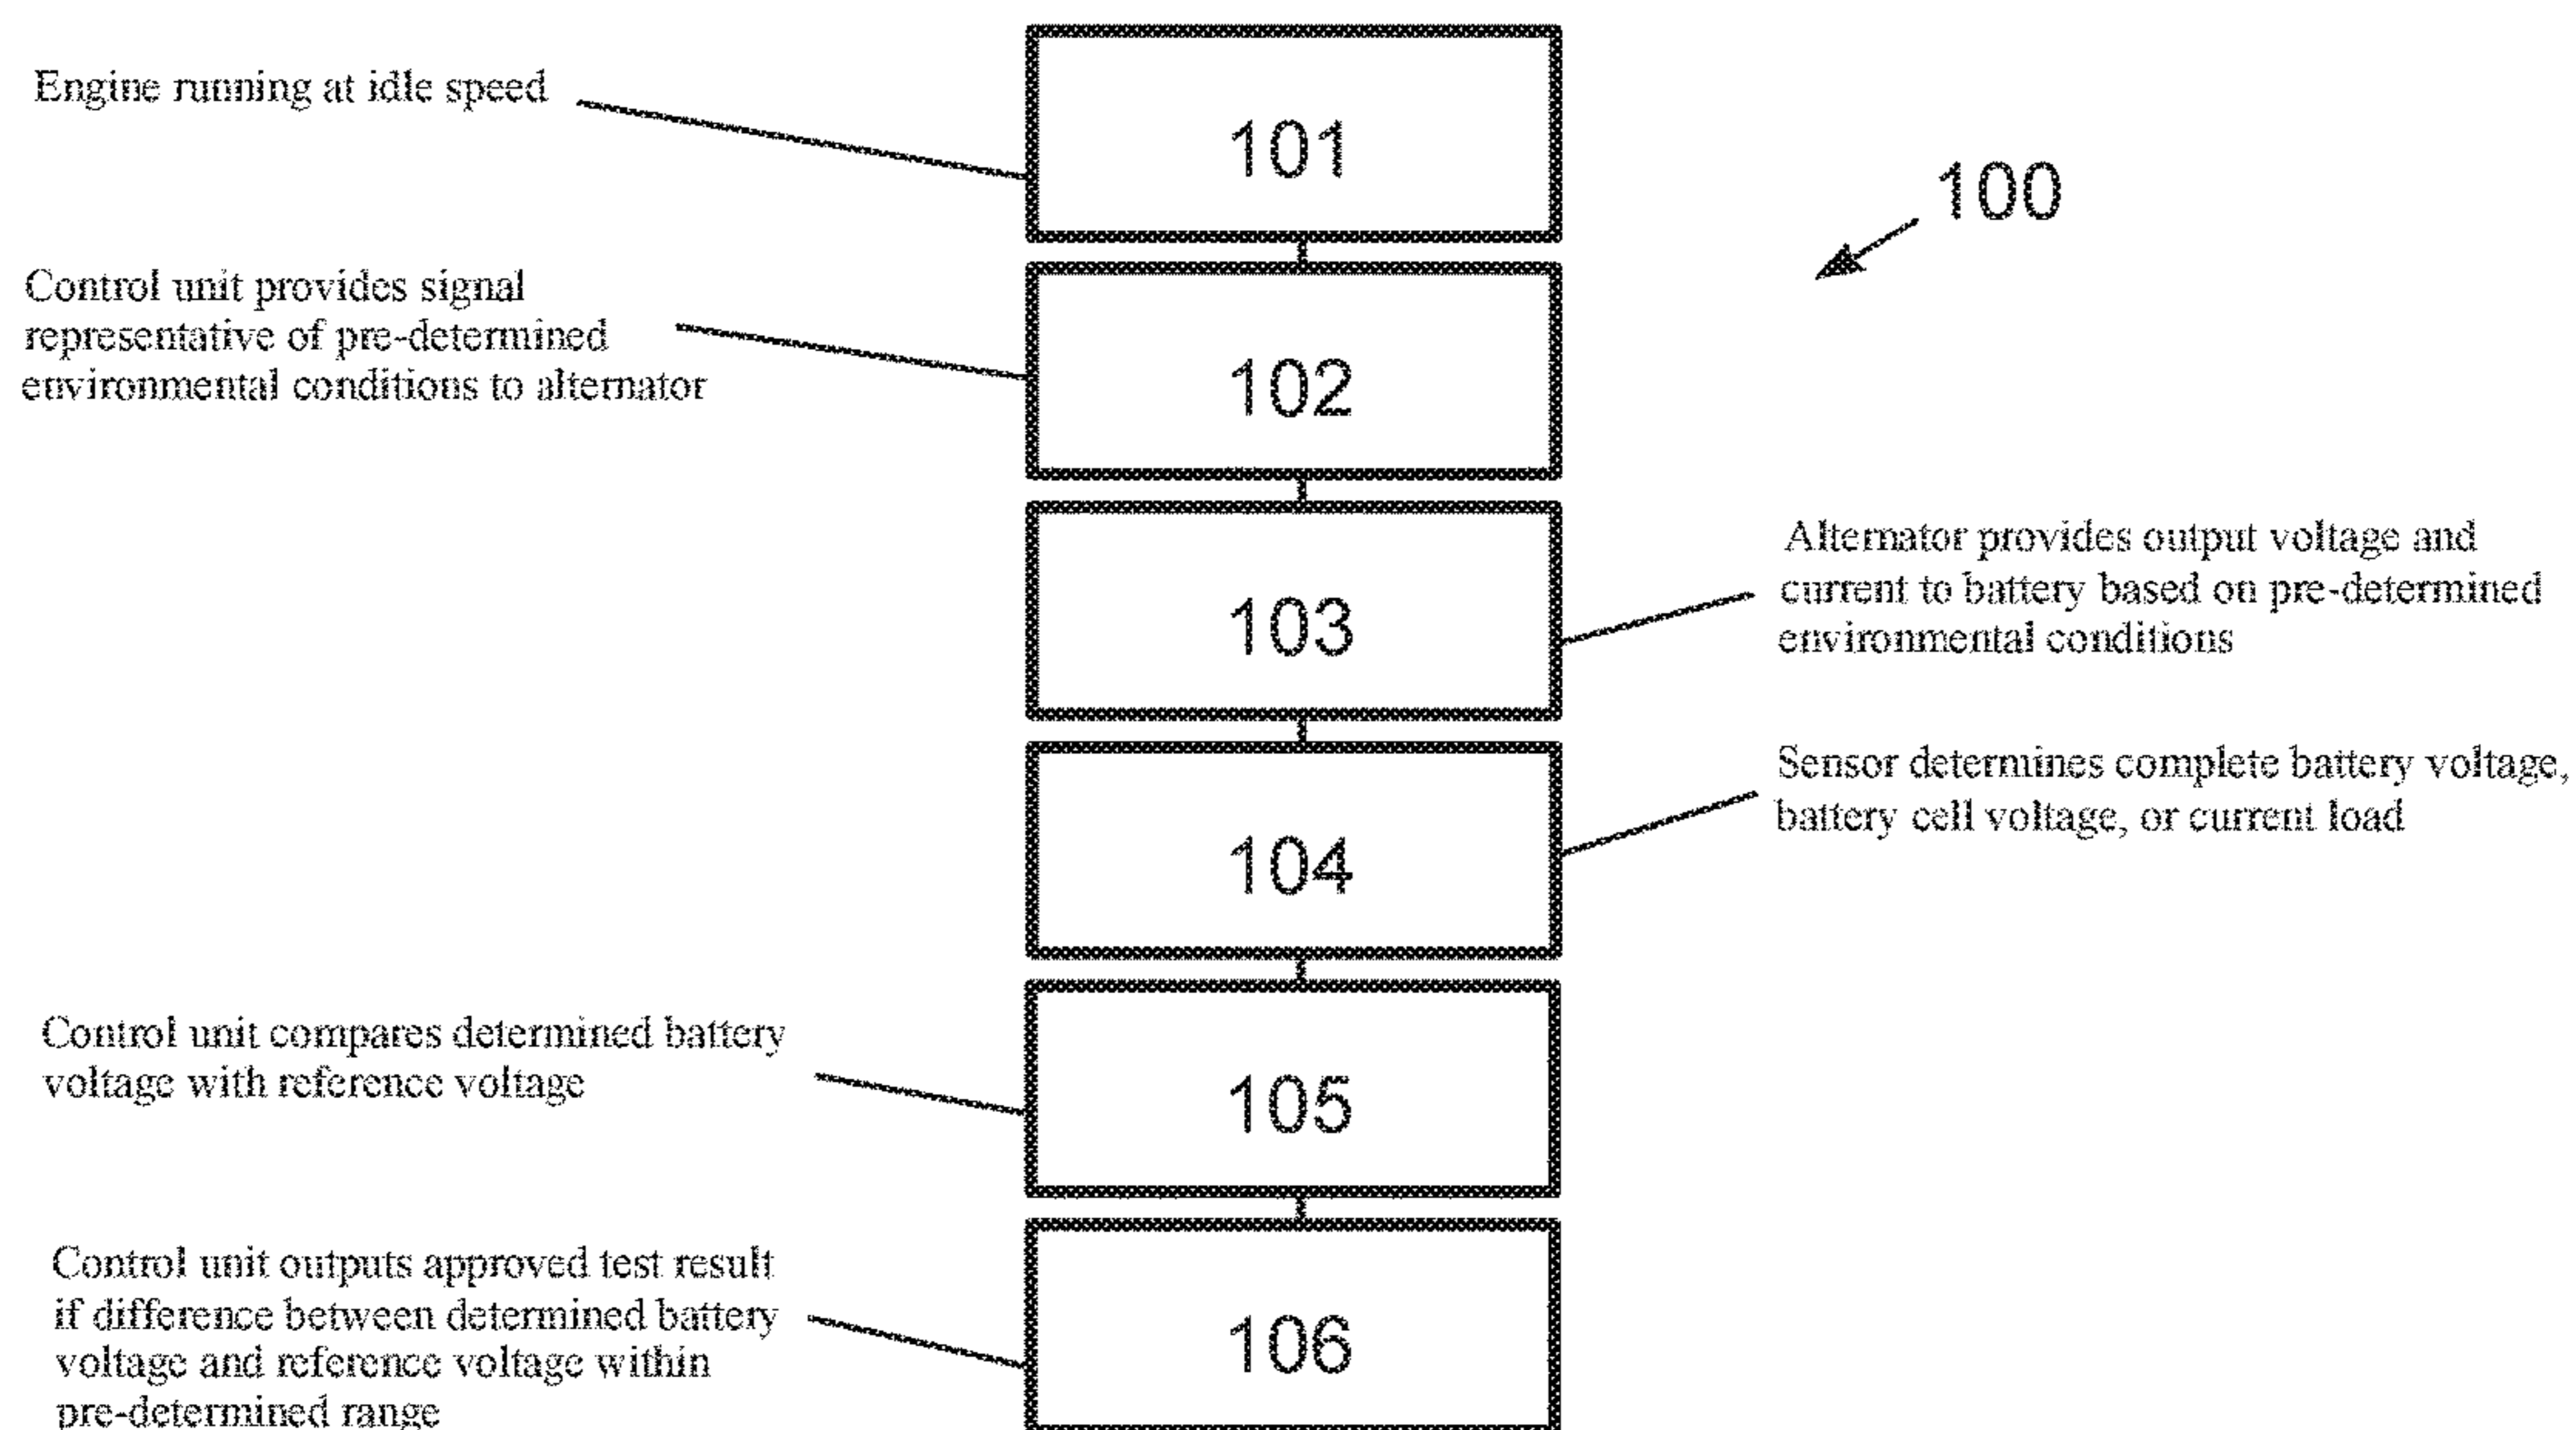 Engine running at idle speed
101
100
Control unit provides signal
representative of pre-determined
environmental conditions to alternator
102
103
Alternator provides output voltage and
current to battery based on pre-determined
environmental conditions
104
Sensor determines complete battery voltage,
battery cell voltage, or current load
Control unit compares determined battery
voltage with reference voltage
105
Control unit outputs approved test result
if difference between determined battery
voltage and reference voltage within
pre-determined range
106